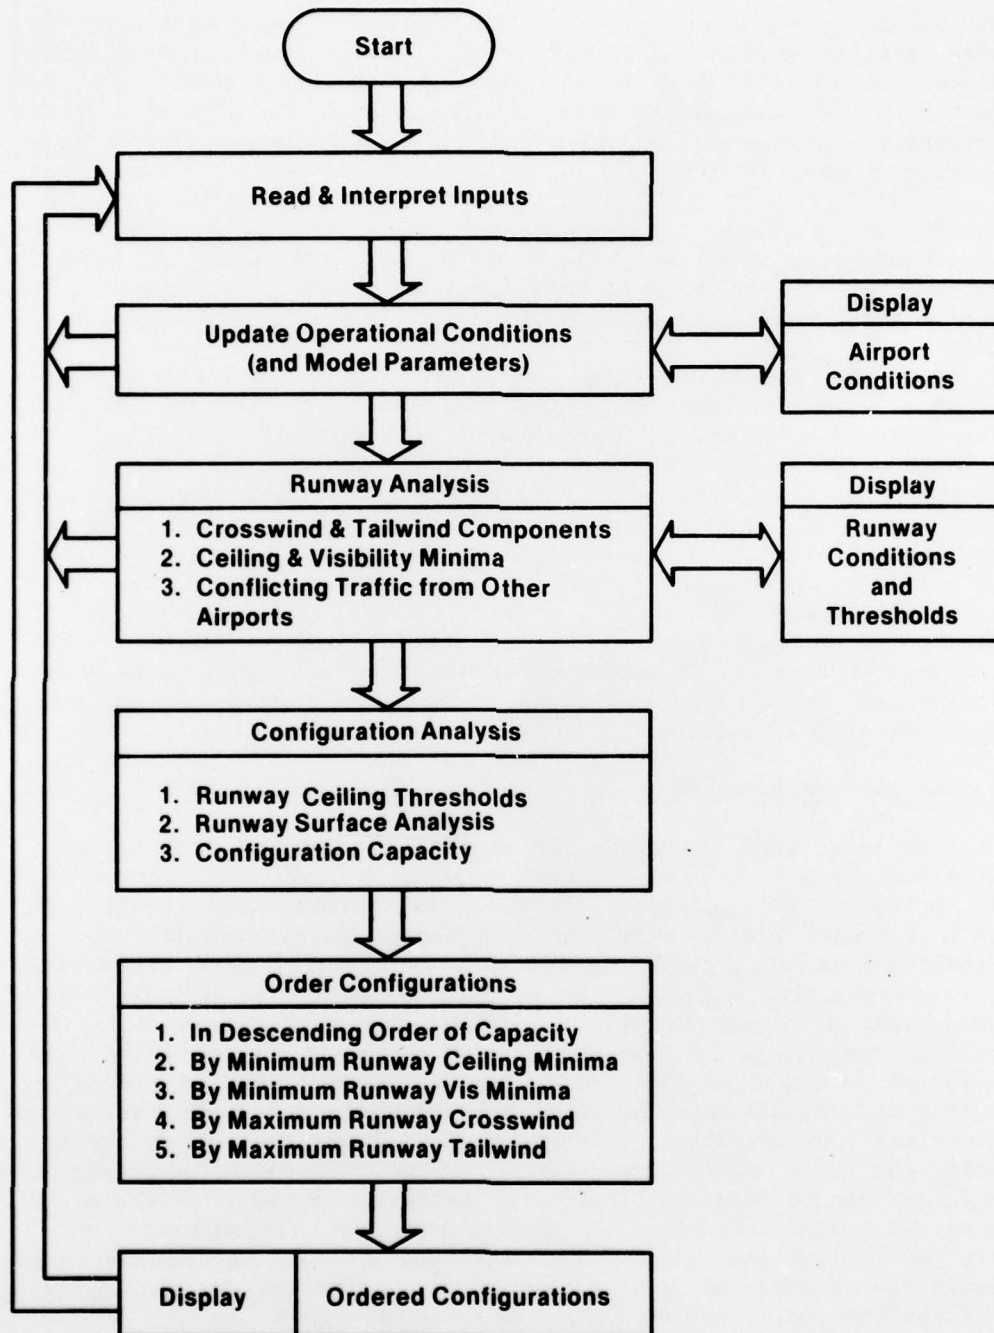 Start
Read & Interpret Inputs
Update Operational Conditions
(and Model Parameters)
Display
Airport
Conditions
Runway Analysis
1. Crosswind & Tailwind Components
2. Ceiling & Visibility Minima
3. Conflicting Traffic from Other
Airports
Display
Runway
Conditions
and
Thresholds
Configuration Analysis
1. Runway Ceiling Thresholds
2. Runway Surface Analysis
3. Configuration Capacity
Order Configurations
1. In Descending Order of Capacity
2. By Minimum Runway Ceiling Minima
3. By Minimum Runway Vis Minima
4. By Maximum Runway Crosswind
5. By Maximum Runway Tailwind
Display
Ordered Configurations